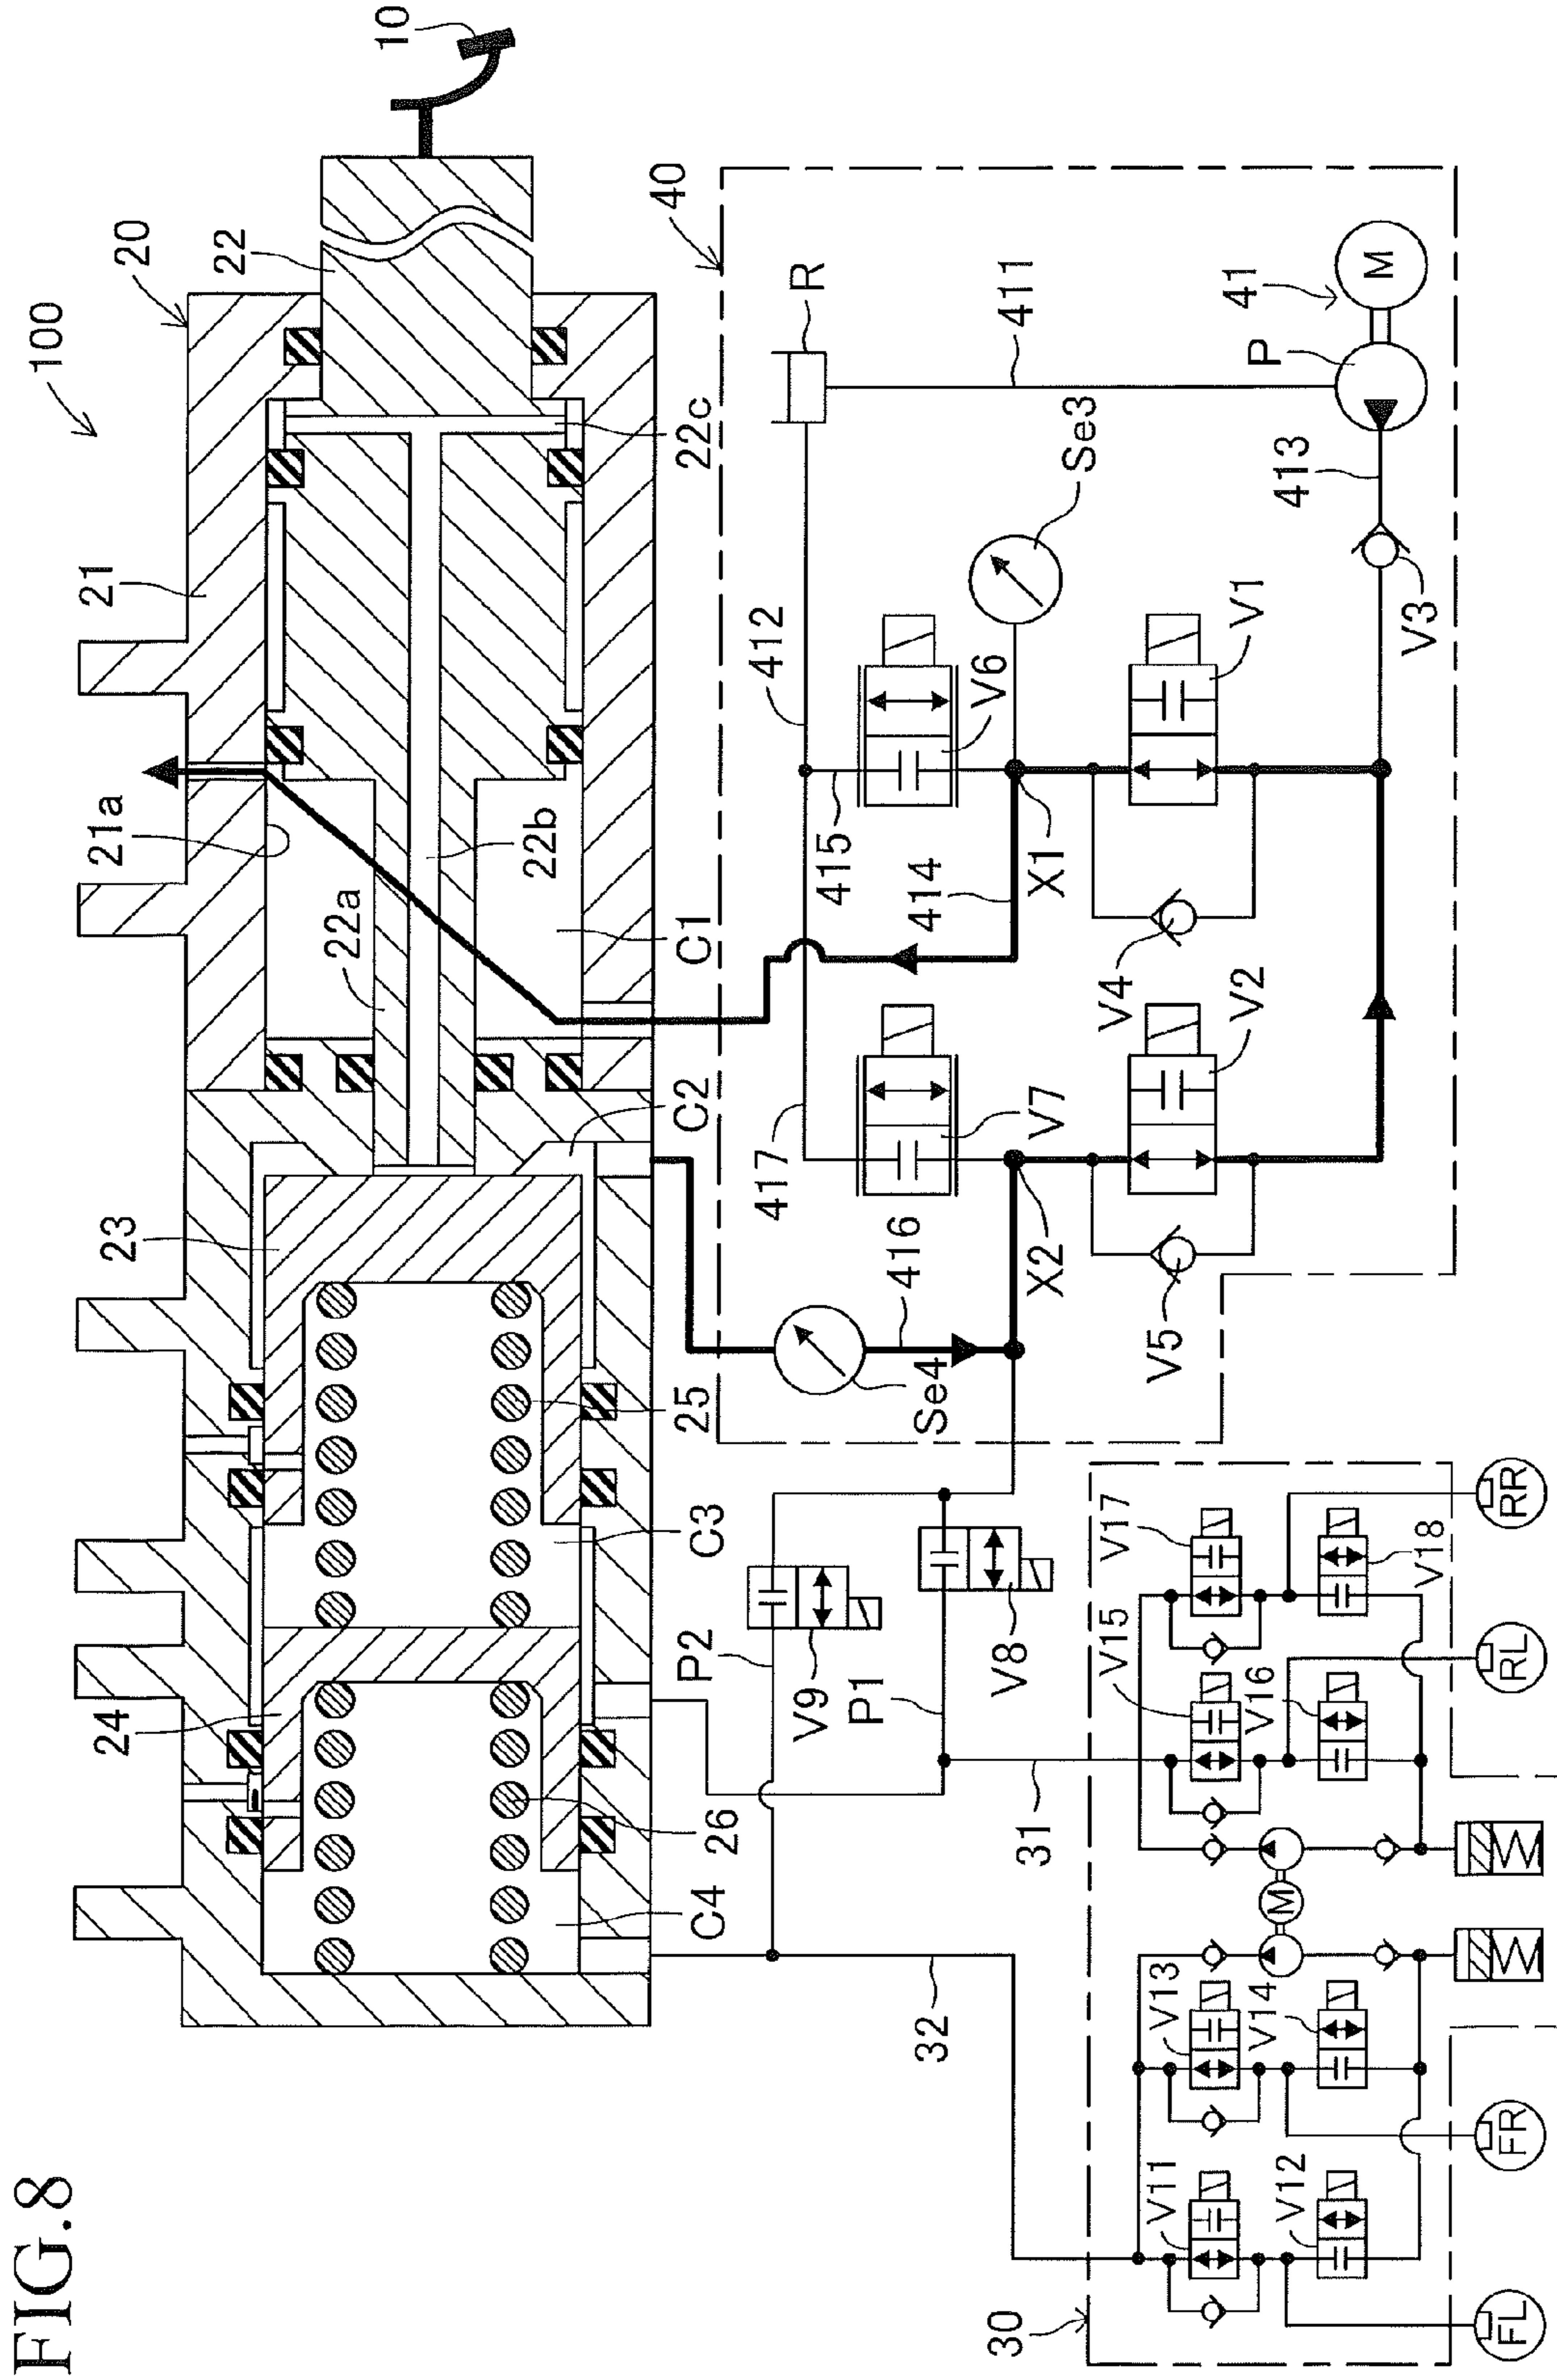 FIG.8
100
20
10
22
21
21a
22a
22b
22c
C1
C2
23
25
C3
24
26
C4
40
R
411
41
M
P
413
V3
Se3
412
V6
415
414
X1
V1
V4
V2
417
V7
416
X2
V5
Se4
P2
V9
P1
V8
31
32
30
V17
V18
V15
V16
V13
V14
V11
V12
M
RR
RL
FR
FL